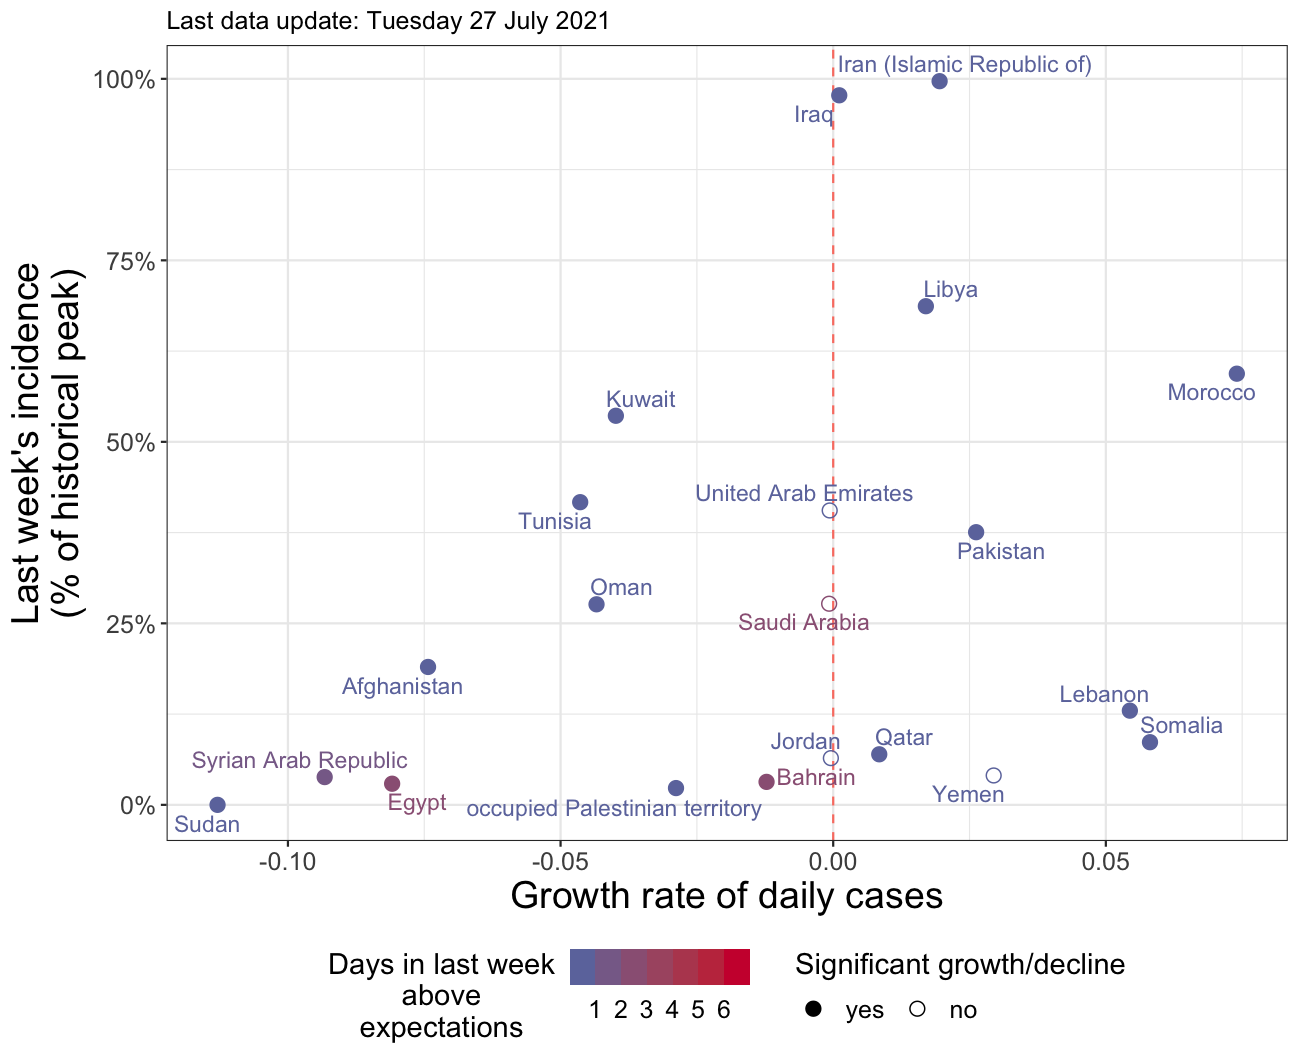 Last data update: Tuesday 27 July 2021
Last week's incidence
(% of historical peak)
100%
75%
50%
25%
0%
Iran (Islamic Republic of)
Iraq
Libya
Morocco
Kuwait
United Arab Emirates
Tunisia
Pakistan
Oman
Saudi Arabia
Afghanistan
Lebanon
Somalia
Jordan
Qatar
Syrian Arab Republic
Bahrain
Egypt
occupied Palestinian territory
Yemen
Sudan
-0.10 -0.05 0.00 0.05
Growth rate of daily cases
Days in last week
above
expectations
1 2 3 4 5 6
Significant growth/decline
yes no